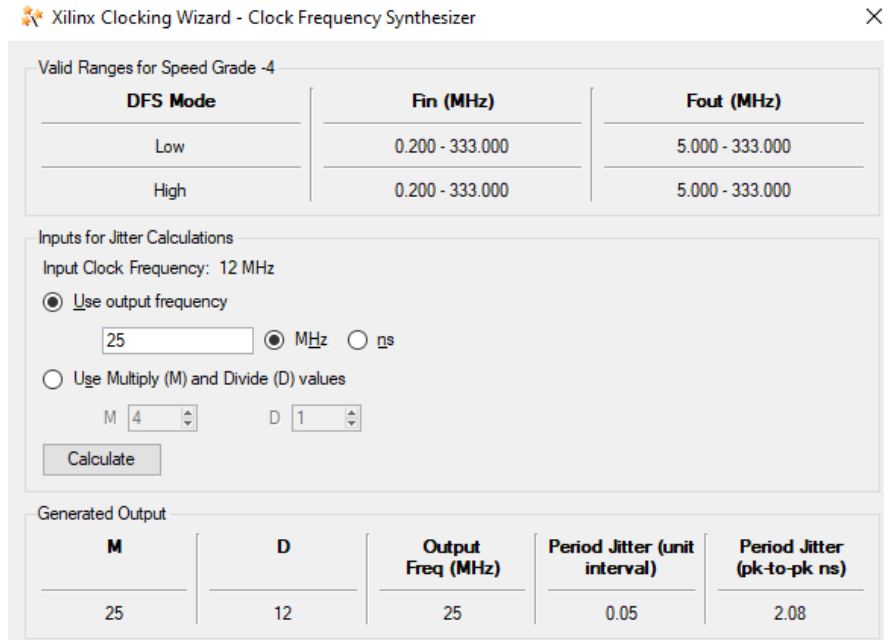 Xilinx Clocking Wizard - Clock Frequency Synthesizer
Valid Ranges for Speed Grade -4
DFS Mode Fin (MHz) Fout (MHz)
Low 0.200 - 333.000 5.000 - 333.000
High 0.200 - 333.000 5.000 - 333.000
Inputs for Jitter Calculations
Input Clock Frequency: 12 MHz
Use output frequency
25 MHz ns
Use Multiply (M) and Divide (D) values
M 4 D 1
Calculate
Generated Output
M D Output Period Jitter (unit Period Jitter
Freq (MHz) interval) (pk-to-pk ns)
25 12 25 0.05 2.08